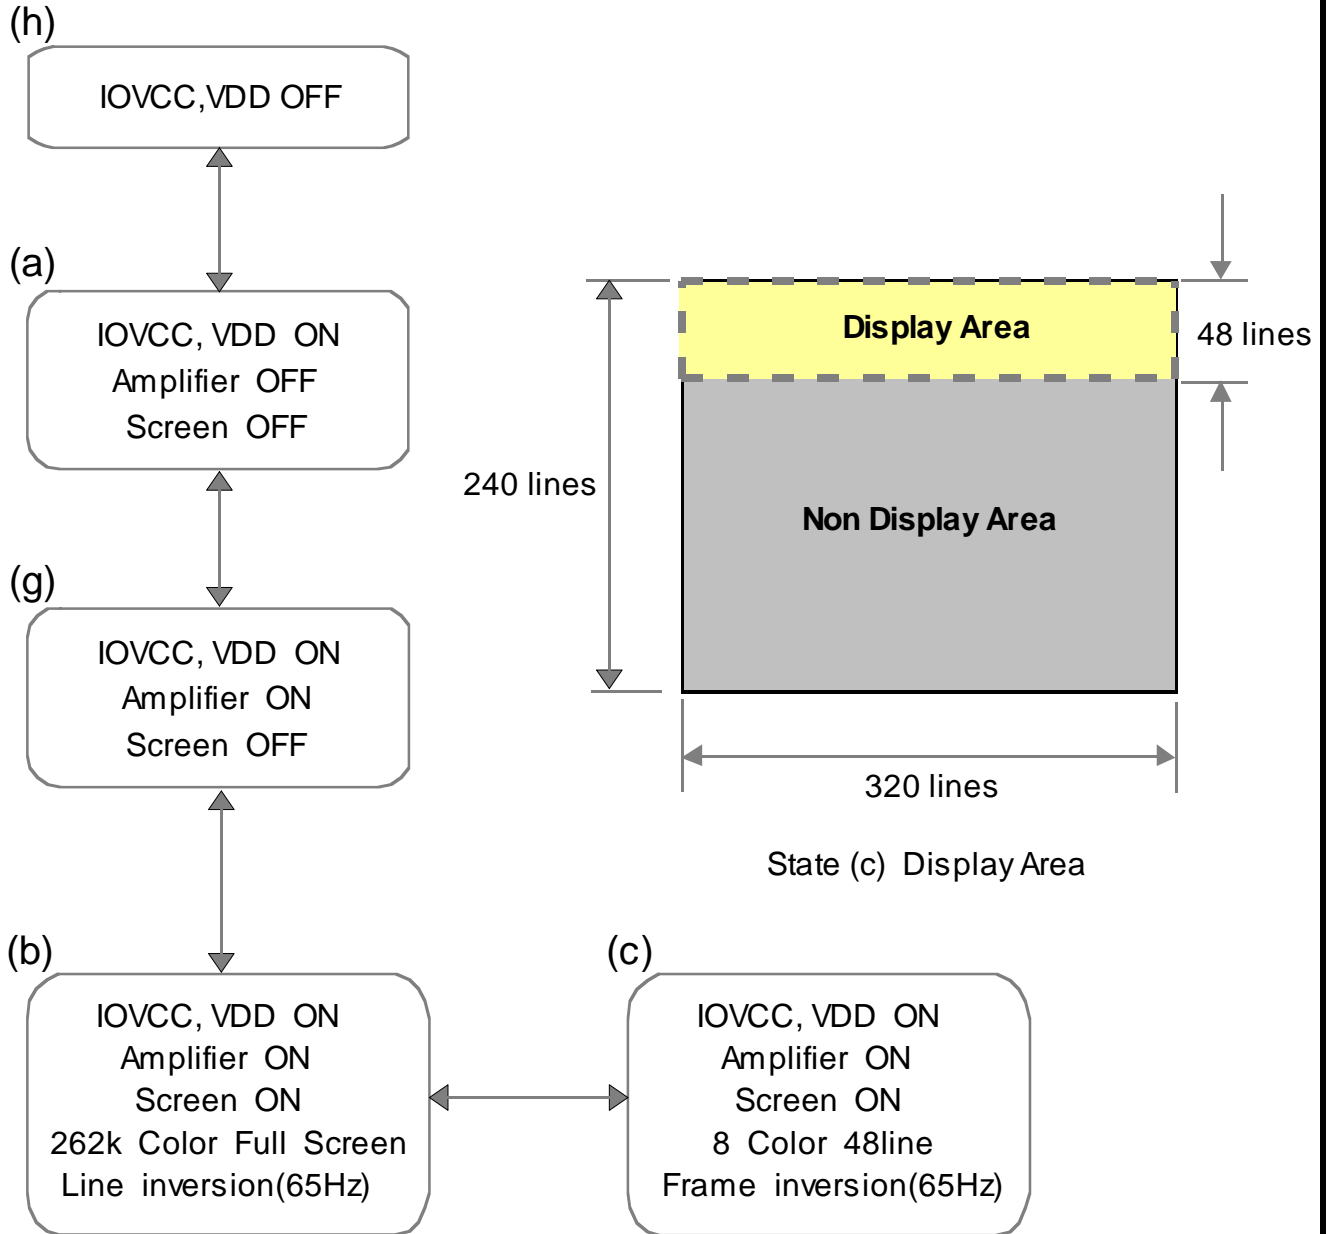 (h)
IOVCC,VDD OFF
(a)
IOVCC, VDD ON
Amplifier OFF
Screen OFF
(g)
IOVCC, VDD ON
Amplifier ON
Screen OFF
(b)
IOVCC, VDD ON
Amplifier ON
Screen ON
262k Color Full Screen
Line inversion(65Hz)
(c)
IOVCC, VDD ON
Amplifier ON
Screen ON
8 Color 48line
Frame inversion(65Hz)
Display Area
48 lines
240 lines
Non Display Area
320 lines
State (c) Display Area